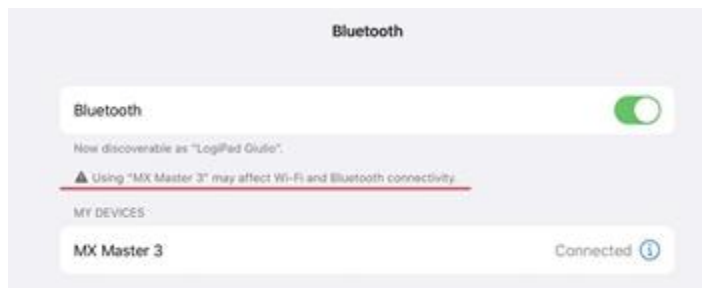 Bluetooth
Bluetooth
Now discoverable as "LogiPad Giulio".
Using "MX Master 3" may affect Wi-Fi and Bluetooth connectivity.
MY DEVICES
MX Master 3 Connected